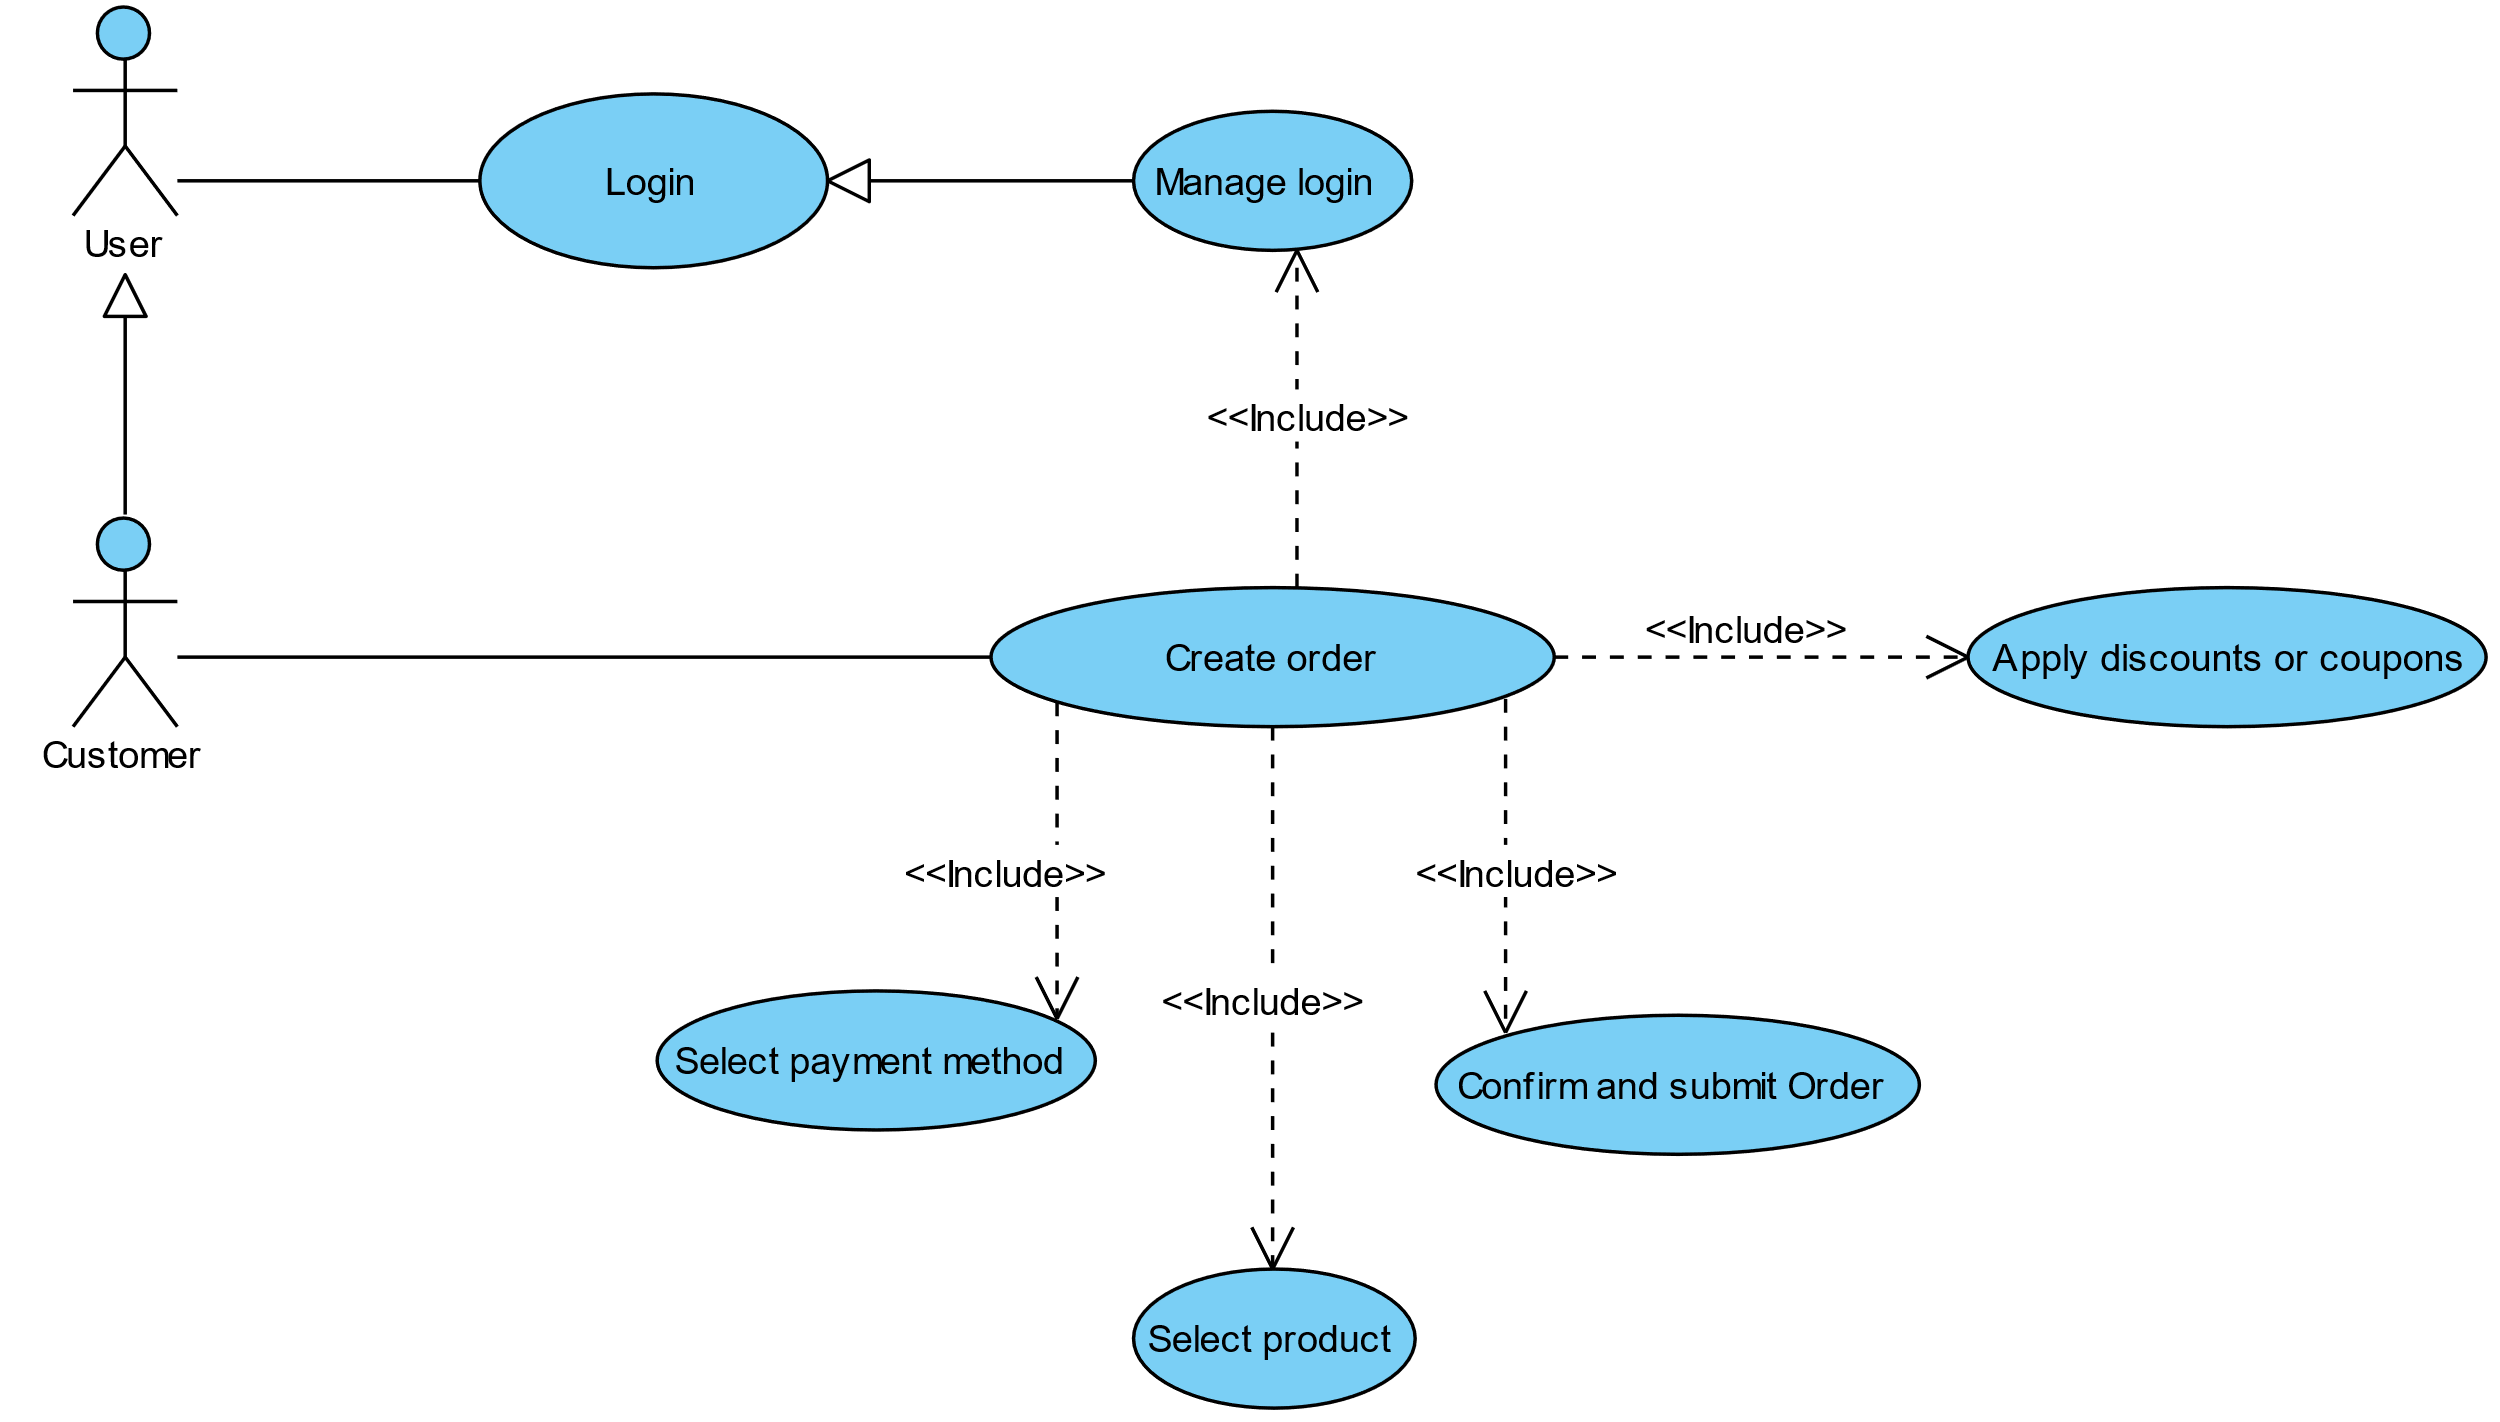 Login
Manage login
User
<<Include>>
<<Include>>
Create order
Apply discounts or coupons
Customer
<<Include>>
<<Include>>
<<Include>>
Select payment method
Confirm and submit Order
Select product